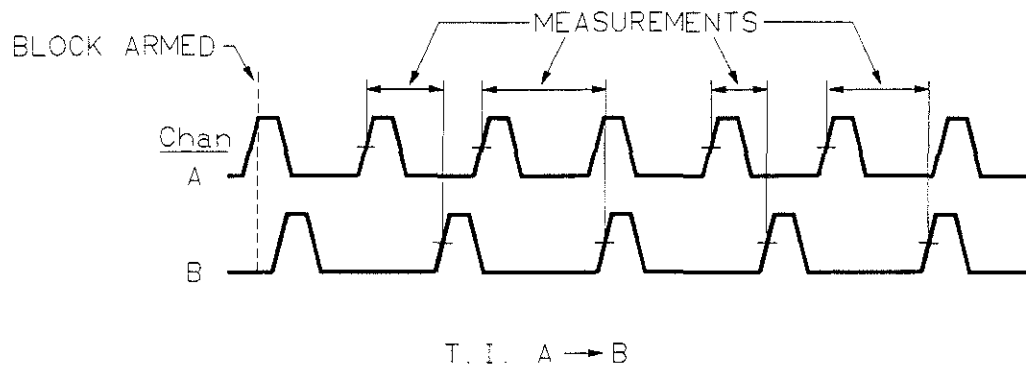 MEASUREMENTS
BLOCK ARMED
Chan
A
B
T. I. A → B